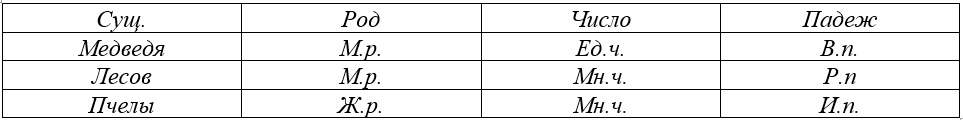 Сущ. Род Число Падеж
Медведя М.р. Ед.ч. В.п.
Лесов М.р. Мн.ч. Р.п
Пчелы Ж.р. Мн.ч. И.п.